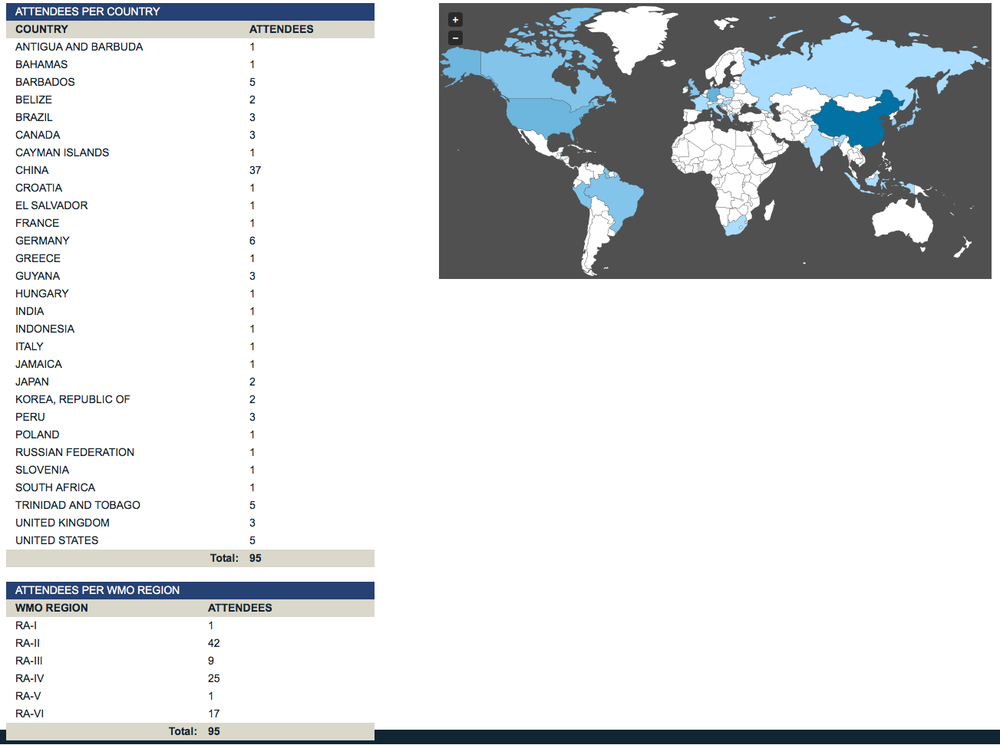 ATTENDEES PER COUNTRY
COUNTRY ATTENDEES
ANTIGUA AND BARBUDA 1
BAHAMAS 1
BARBADOS 5
BELIZE 2
BRAZIL 3
CANADA 3
CAYMAN ISLANDS 1
CHINA 37
CROATIA 1
EL SALVADOR 1
FRANCE 1
GERMANY 6
GREECE 1
GUYANA 3
HUNGARY 1
INDIA 1
INDONESIA 1
ITALY 1
JAMAICA 1
JAPAN 2
KOREA, REPUBLIC OF 2
PERU 3
POLAND 1
RUSSIAN FEDERATION 1
SLOVENIA 1
SOUTH AFRICA 1
TRINIDAD AND TOBAGO 5
UNITED KINGDOM 3
UNITED STATES 5
Total: 95
ATTENDEES PER WMO REGION
WMO REGION ATTENDEES
RA-I 1
RA-II 42
RA-III 9
RA-IV 25
RA-V 1
RA-VI 17
Total: 95
+
−